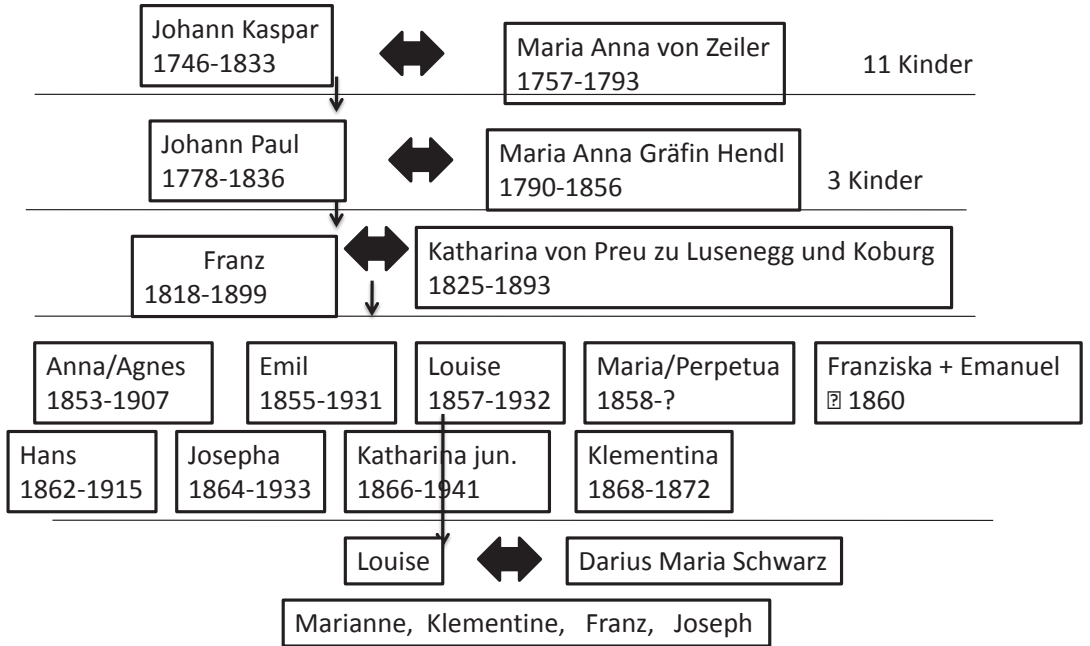 Johann Kaspar
1746-1833
Maria Anna von Zeiler
1757-1793
11 Kinder
Johann Paul
1778-1836
Maria Anna Gräfin Hendl
1790-1856
3 Kinder
Franz
1818-1899
Katharina von Preu zu Lusenegg und Koburg
1825-1893
Anna/Agnes
1853-1907
Emil
1855-1931
Louise
1857-1932
Maria/Perpetua
1858-?
Franziska + Emanuel
1860
Hans
1862-1915
Josepha
1864-1933
Katharina jun.
1866-1941
Klementina
1868-1872
Louise
Darius Maria Schwarz
Marianne, Klementine, Franz, Joseph